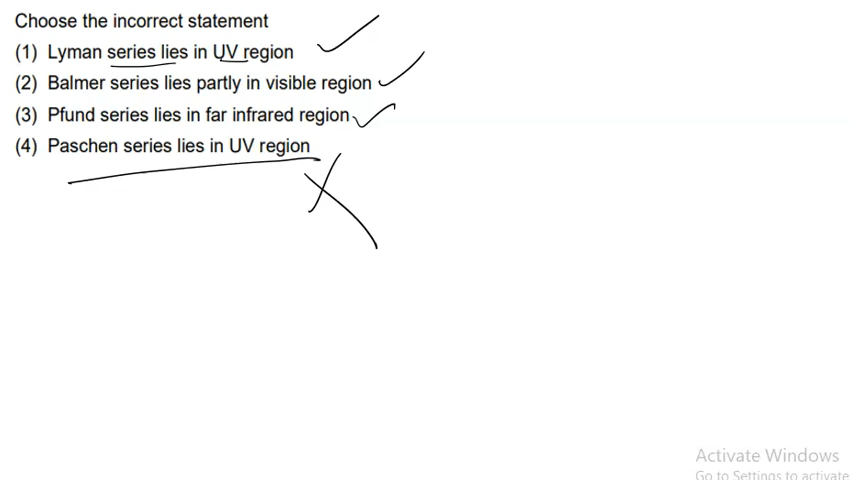 Choose the incorrect statement
(1) Lyman series lies in UV region
(2) Balmer series lies partly in visible region
(3) Pfund series lies in far infrared region
(4) Paschen series lies in UV region
Activate Windows
Go to Settings to activate